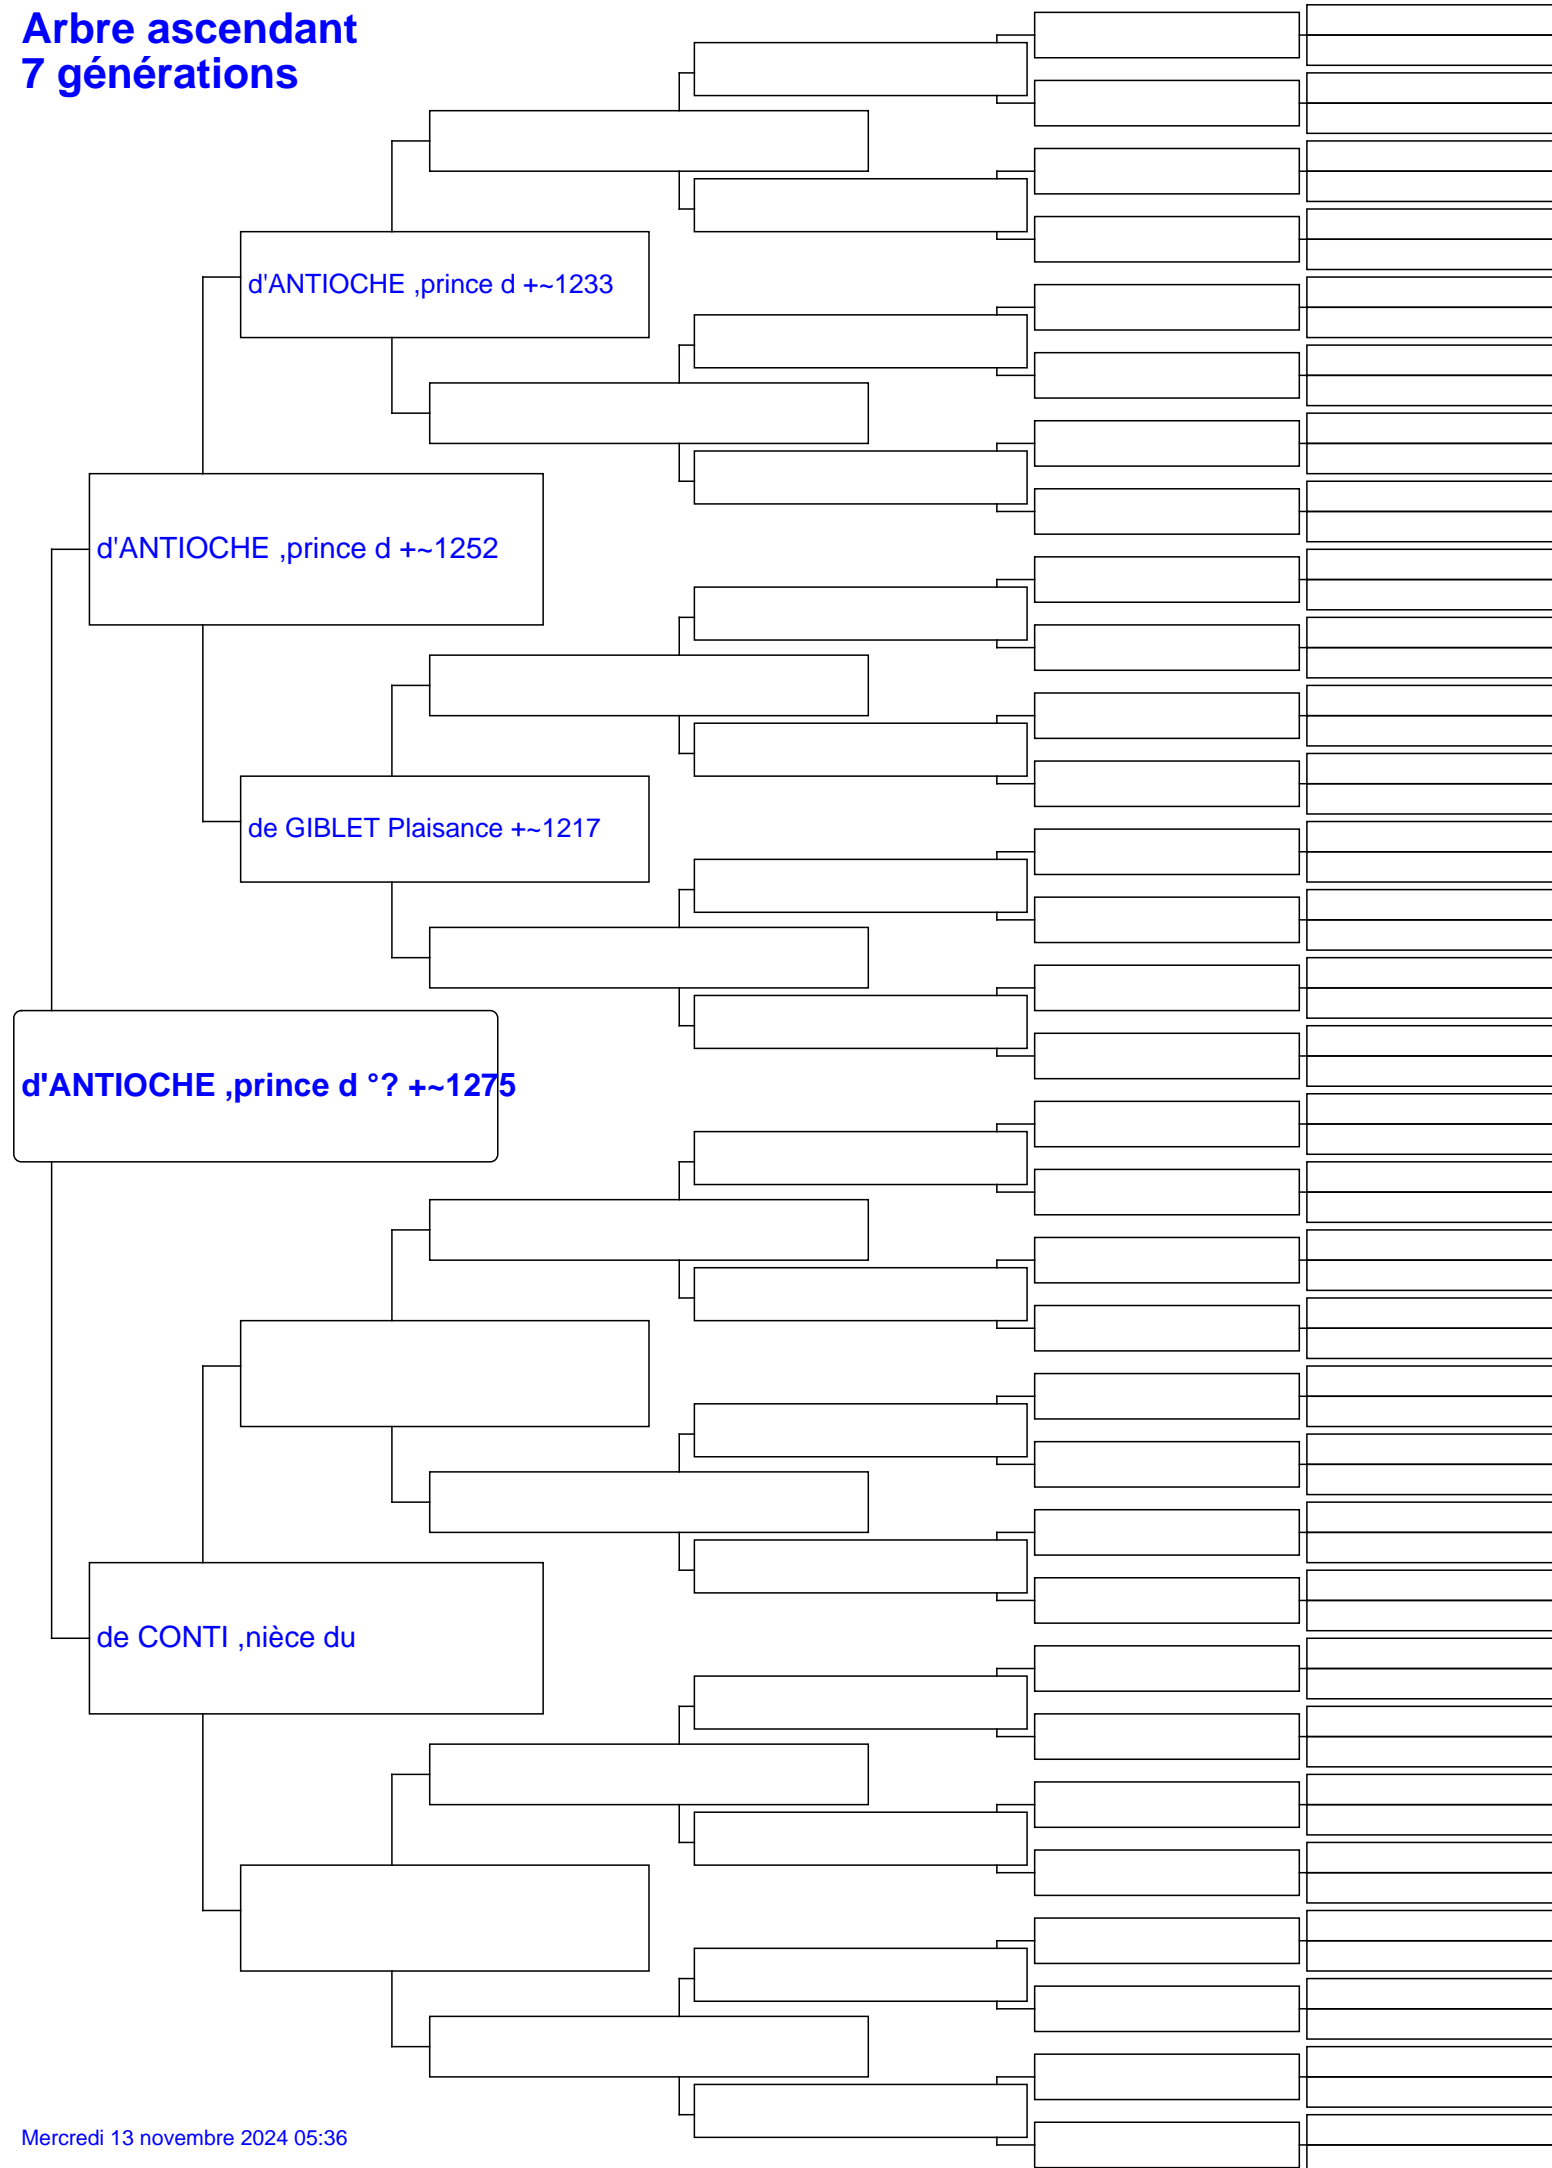 Arbre ascendant
7 générations
d'ANTIOCHE ,prince d +~1233
d'ANTIOCHE ,prince d +~1252
de GIBLET Plaisance +~1217
d'ANTIOCHE ,prince d °? +~1275
de CONTI ,nièce du
Mercredi 13 novembre 2024 05:36